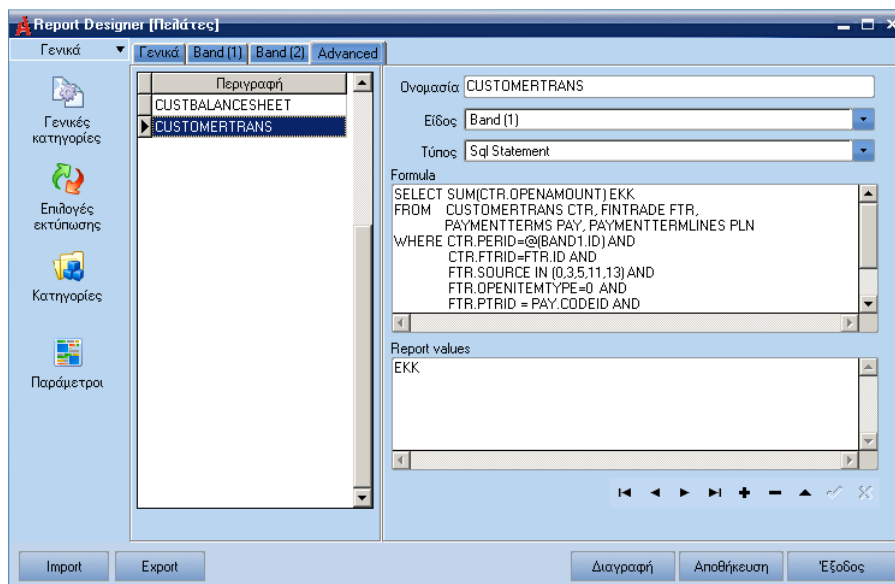 Report Designer [Πελάτες]
Γενικά
Γενικά Band (1) Band (2) Advanced
Γενικές
κατηγορίες
Επιλογές
εκτύπωσης
Κατηγορίες
Παράμετροι
Περιγραφή
CUSTBALANCESHEET
CUSTOMERTRANS
Ονομασία CUSTOMERTRANS
Είδος Band (1)
Τύπος Sql Statement
Formula
SELECT SUM(CTR.OPENAMOUNT) EKK
FROM CUSTOMERTRANS CTR, FINTRADE FTR,
PAYMENTTERMS PAY, PAYMENTTERMLINES PLN
WHERE CTR.PERID=@(BAND1.ID) AND
CTR.FTRID=FTR.ID AND
FTR.SOURCE IN (0,3,5,11,13) AND
FTR.OPENITEMTYPE=0 AND
FTR.PTRID = PAY.CODEID AND
Report values
EKK
Import Export Διαγραφή Αποθήκευση Έξοδος